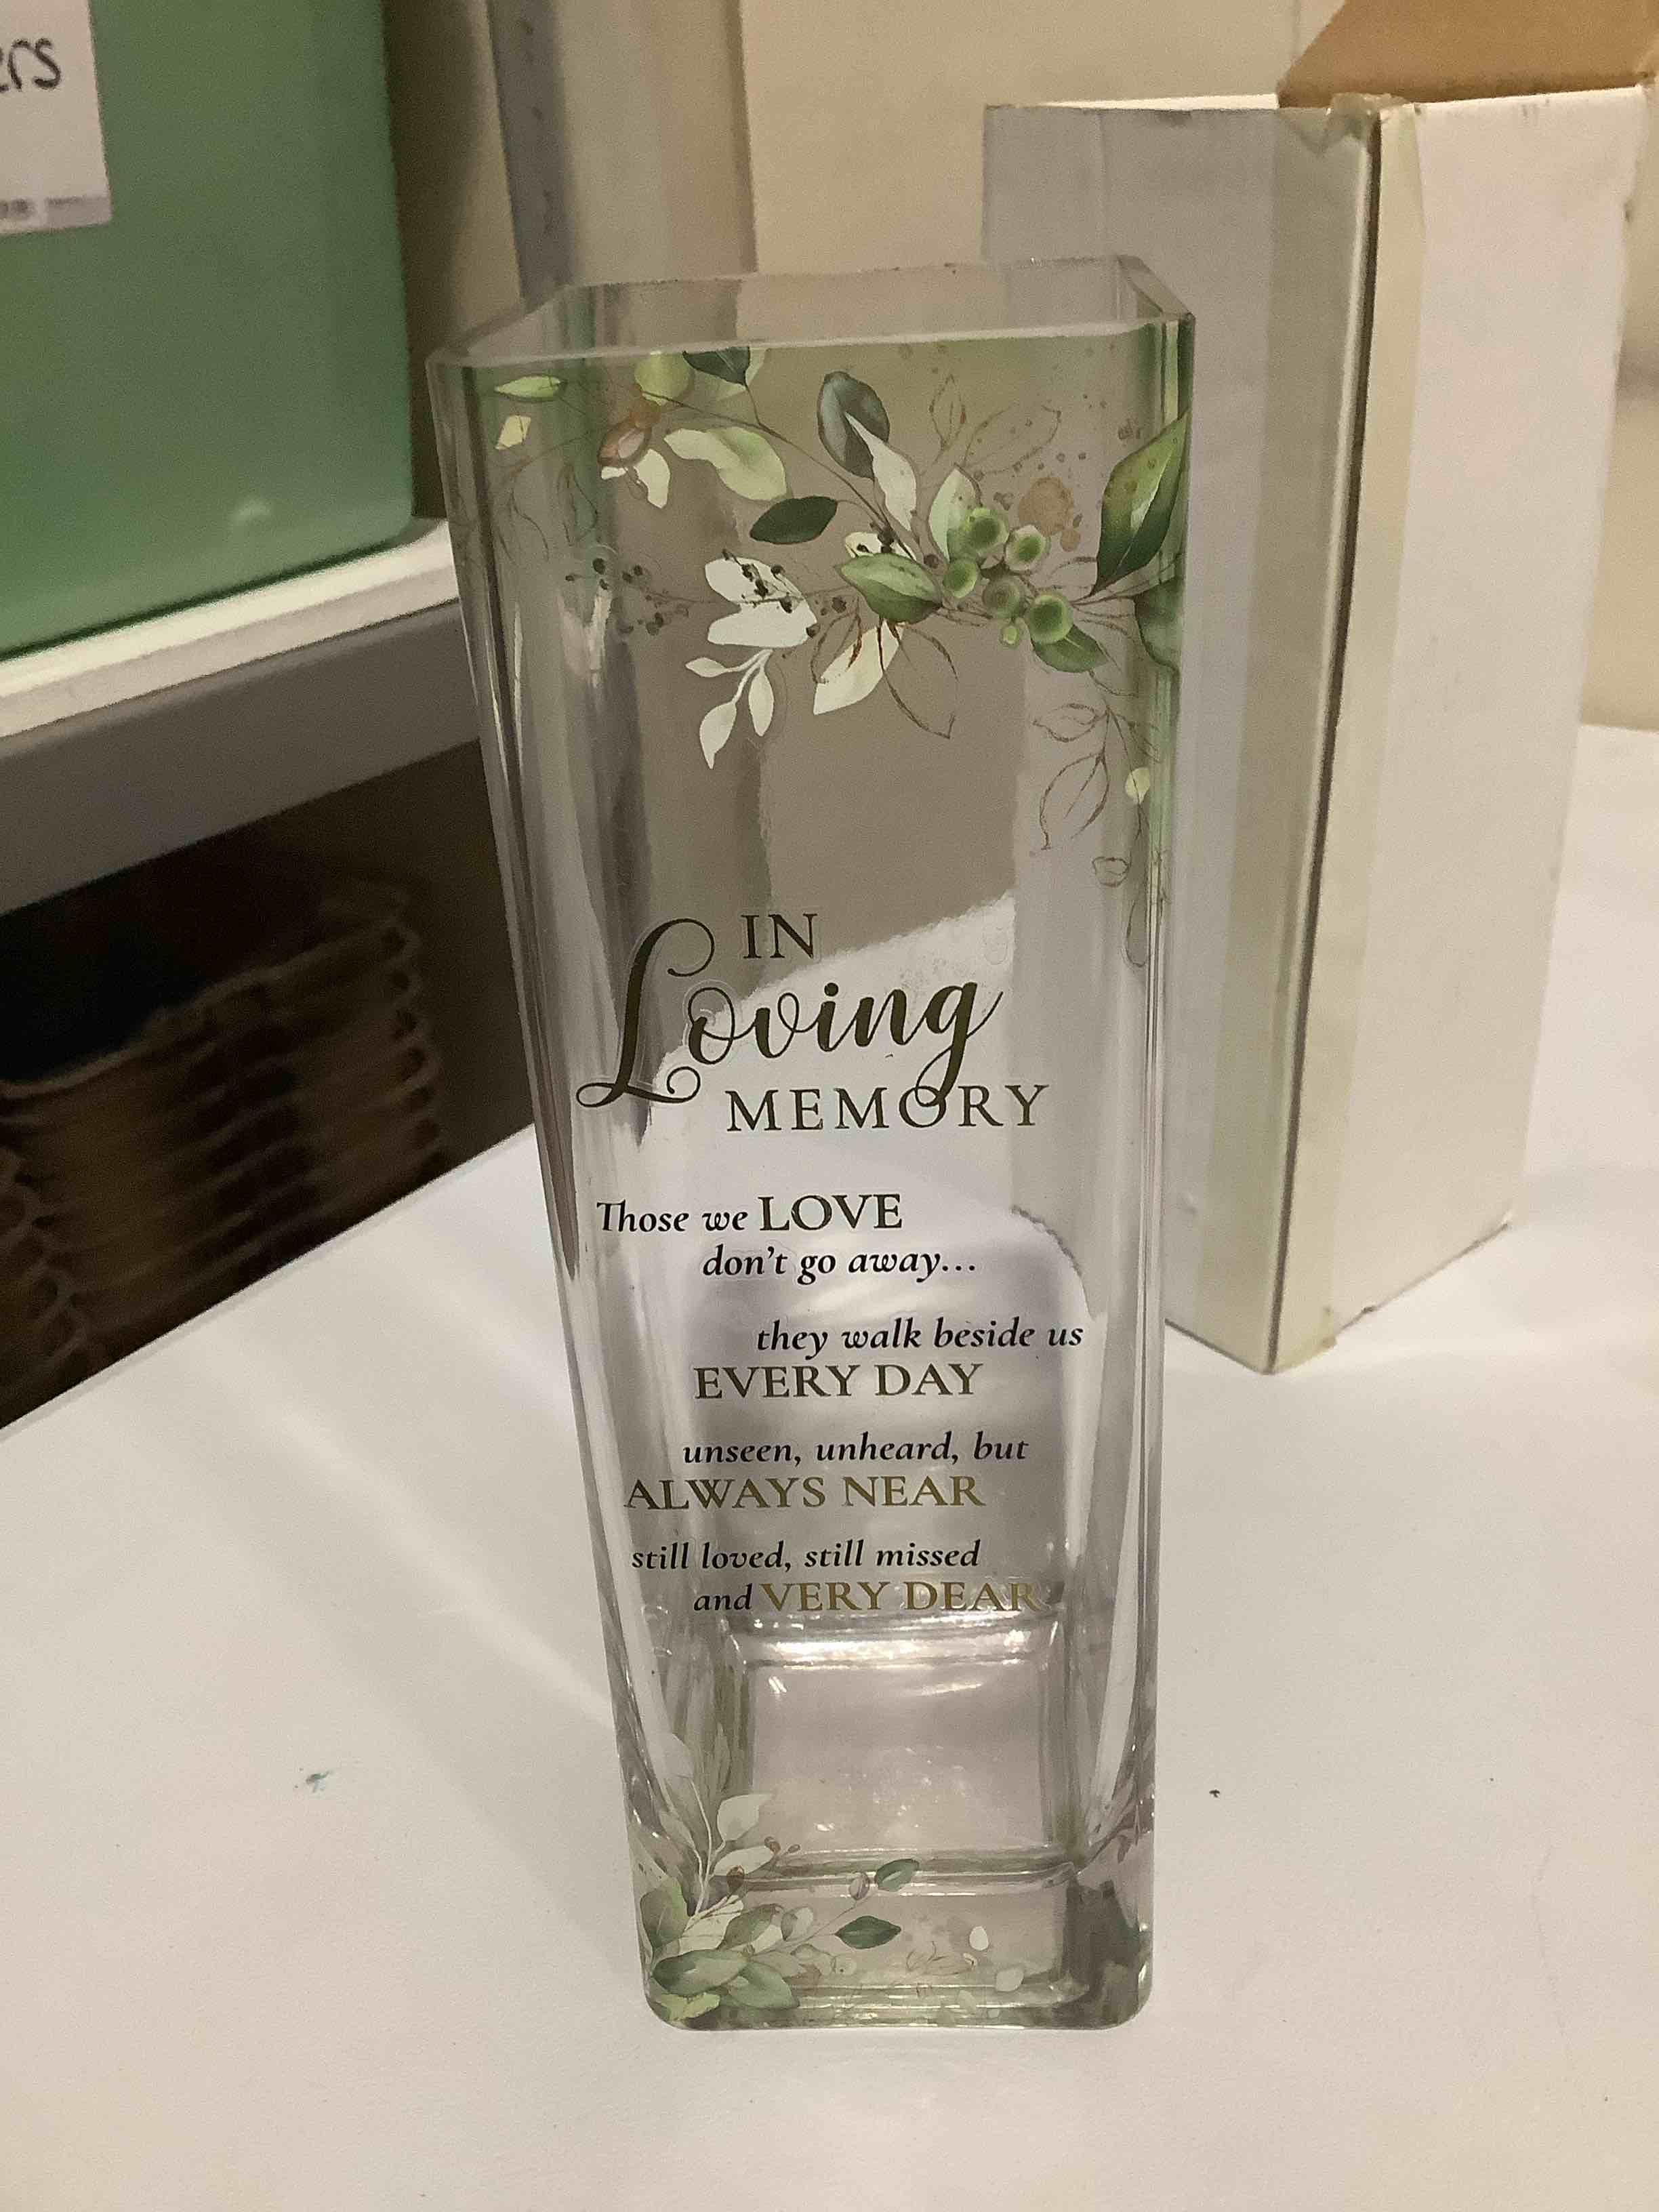 ers
IN
Loving
MEMORY
Those we LOVE
don't go away...
they walk beside us
EVERY DAY
unseen, unheard, but
ALWAYS NEAR
still loved, still missed
and VERY DEAR